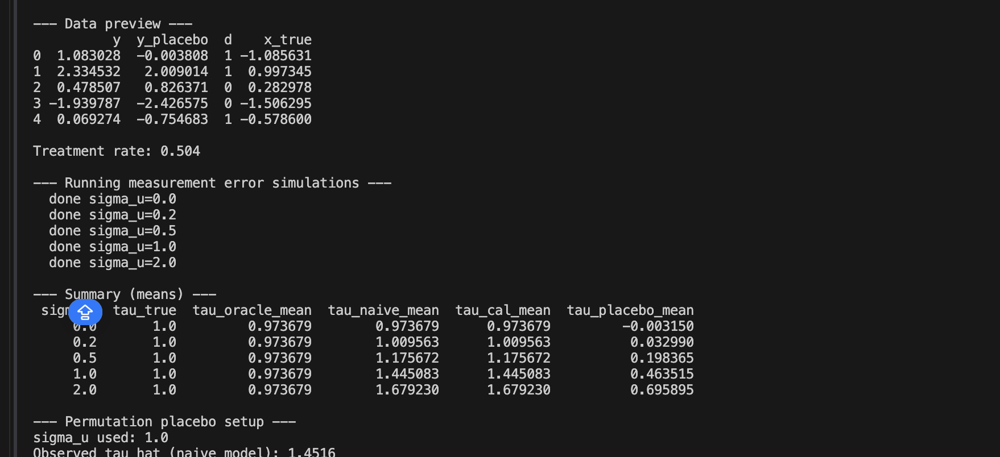 --- Data preview ---
y y_placebo d x_true
0 1.083028 -0.003808 1 -1.085631
1 2.334532 2.009014 1 0.997345
2 0.478507 0.826371 0 0.282978
3 -1.939787 -2.426575 0 -1.506295
4 0.069274 -0.754683 1 -0.578600
Treatment rate: 0.504
--- Running measurement error simulations ---
done sigma_u=0.0
done sigma_u=0.2
done sigma_u=0.5
done sigma_u=1.0
done sigma_u=2.0
--- Summary (means) ---
tau_true tau_oracle_mean tau_naive_mean tau_cal_mean tau_placebo_mean
0.0 1.0 0.973679 0.973679 0.973679 -0.003150
0.2 1.0 0.973679 1.009563 1.009563 0.032990
0.5 1.0 0.973679 1.175672 1.175672 0.198365
1.0 1.0 0.973679 1.445083 1.445083 0.463515
2.0 1.0 0.973679 1.679230 1.679230 0.695895
--- Permutation placebo setup ---
sigma_u used: 1.0
Observed tau hat (naive model): 1.4516